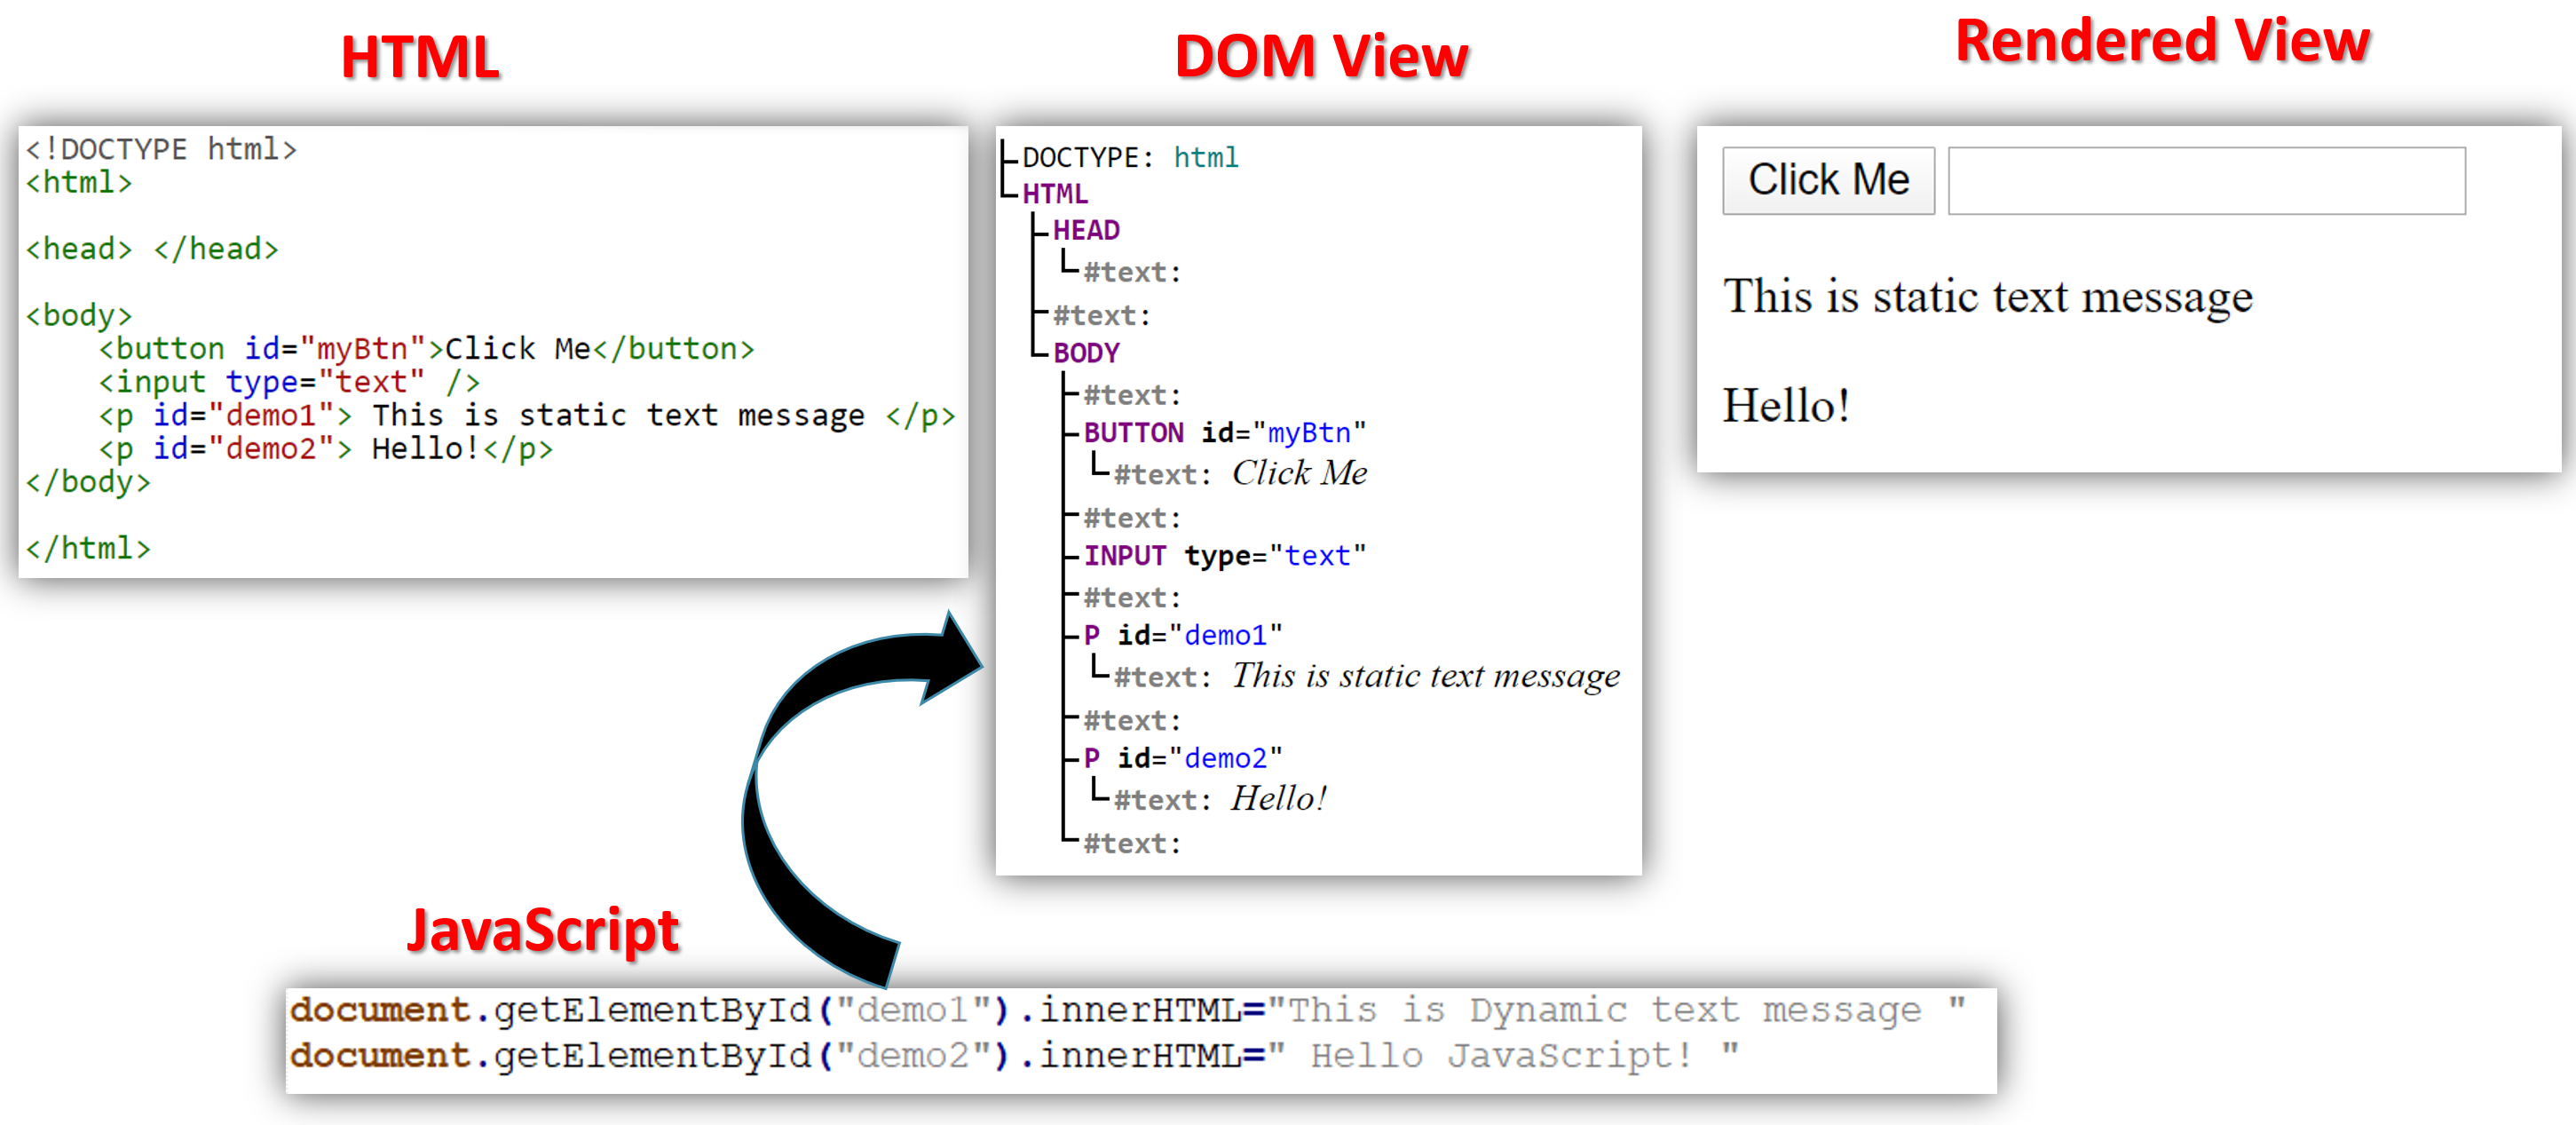 HTML
<!DOCTYPE html>
<html>
<head> </head>
<body>
<button id="myBtn">Click Me</button>
<input type="text" />
<p id="demo1"> This is static text message </p>
<p id="demo2"> Hello!</p>
</body>
</html>
DOM View
DOCTYPE: html
HTML
HEAD
#text:
#text:
BODY
#text:
BUTTON id="myBtn"
#text: Click Me
#text:
INPUT type="text"
#text:
P id="demo1"
#text: This is static text message
#text:
P id="demo2"
#text: Hello!
#text:
Rendered View
Click Me
This is static text message
Hello!
JavaScript
document.getElementById("demo1").innerHTML="This is Dynamic text message "
document.getElementById("demo2").innerHTML=" Hello JavaScript! "